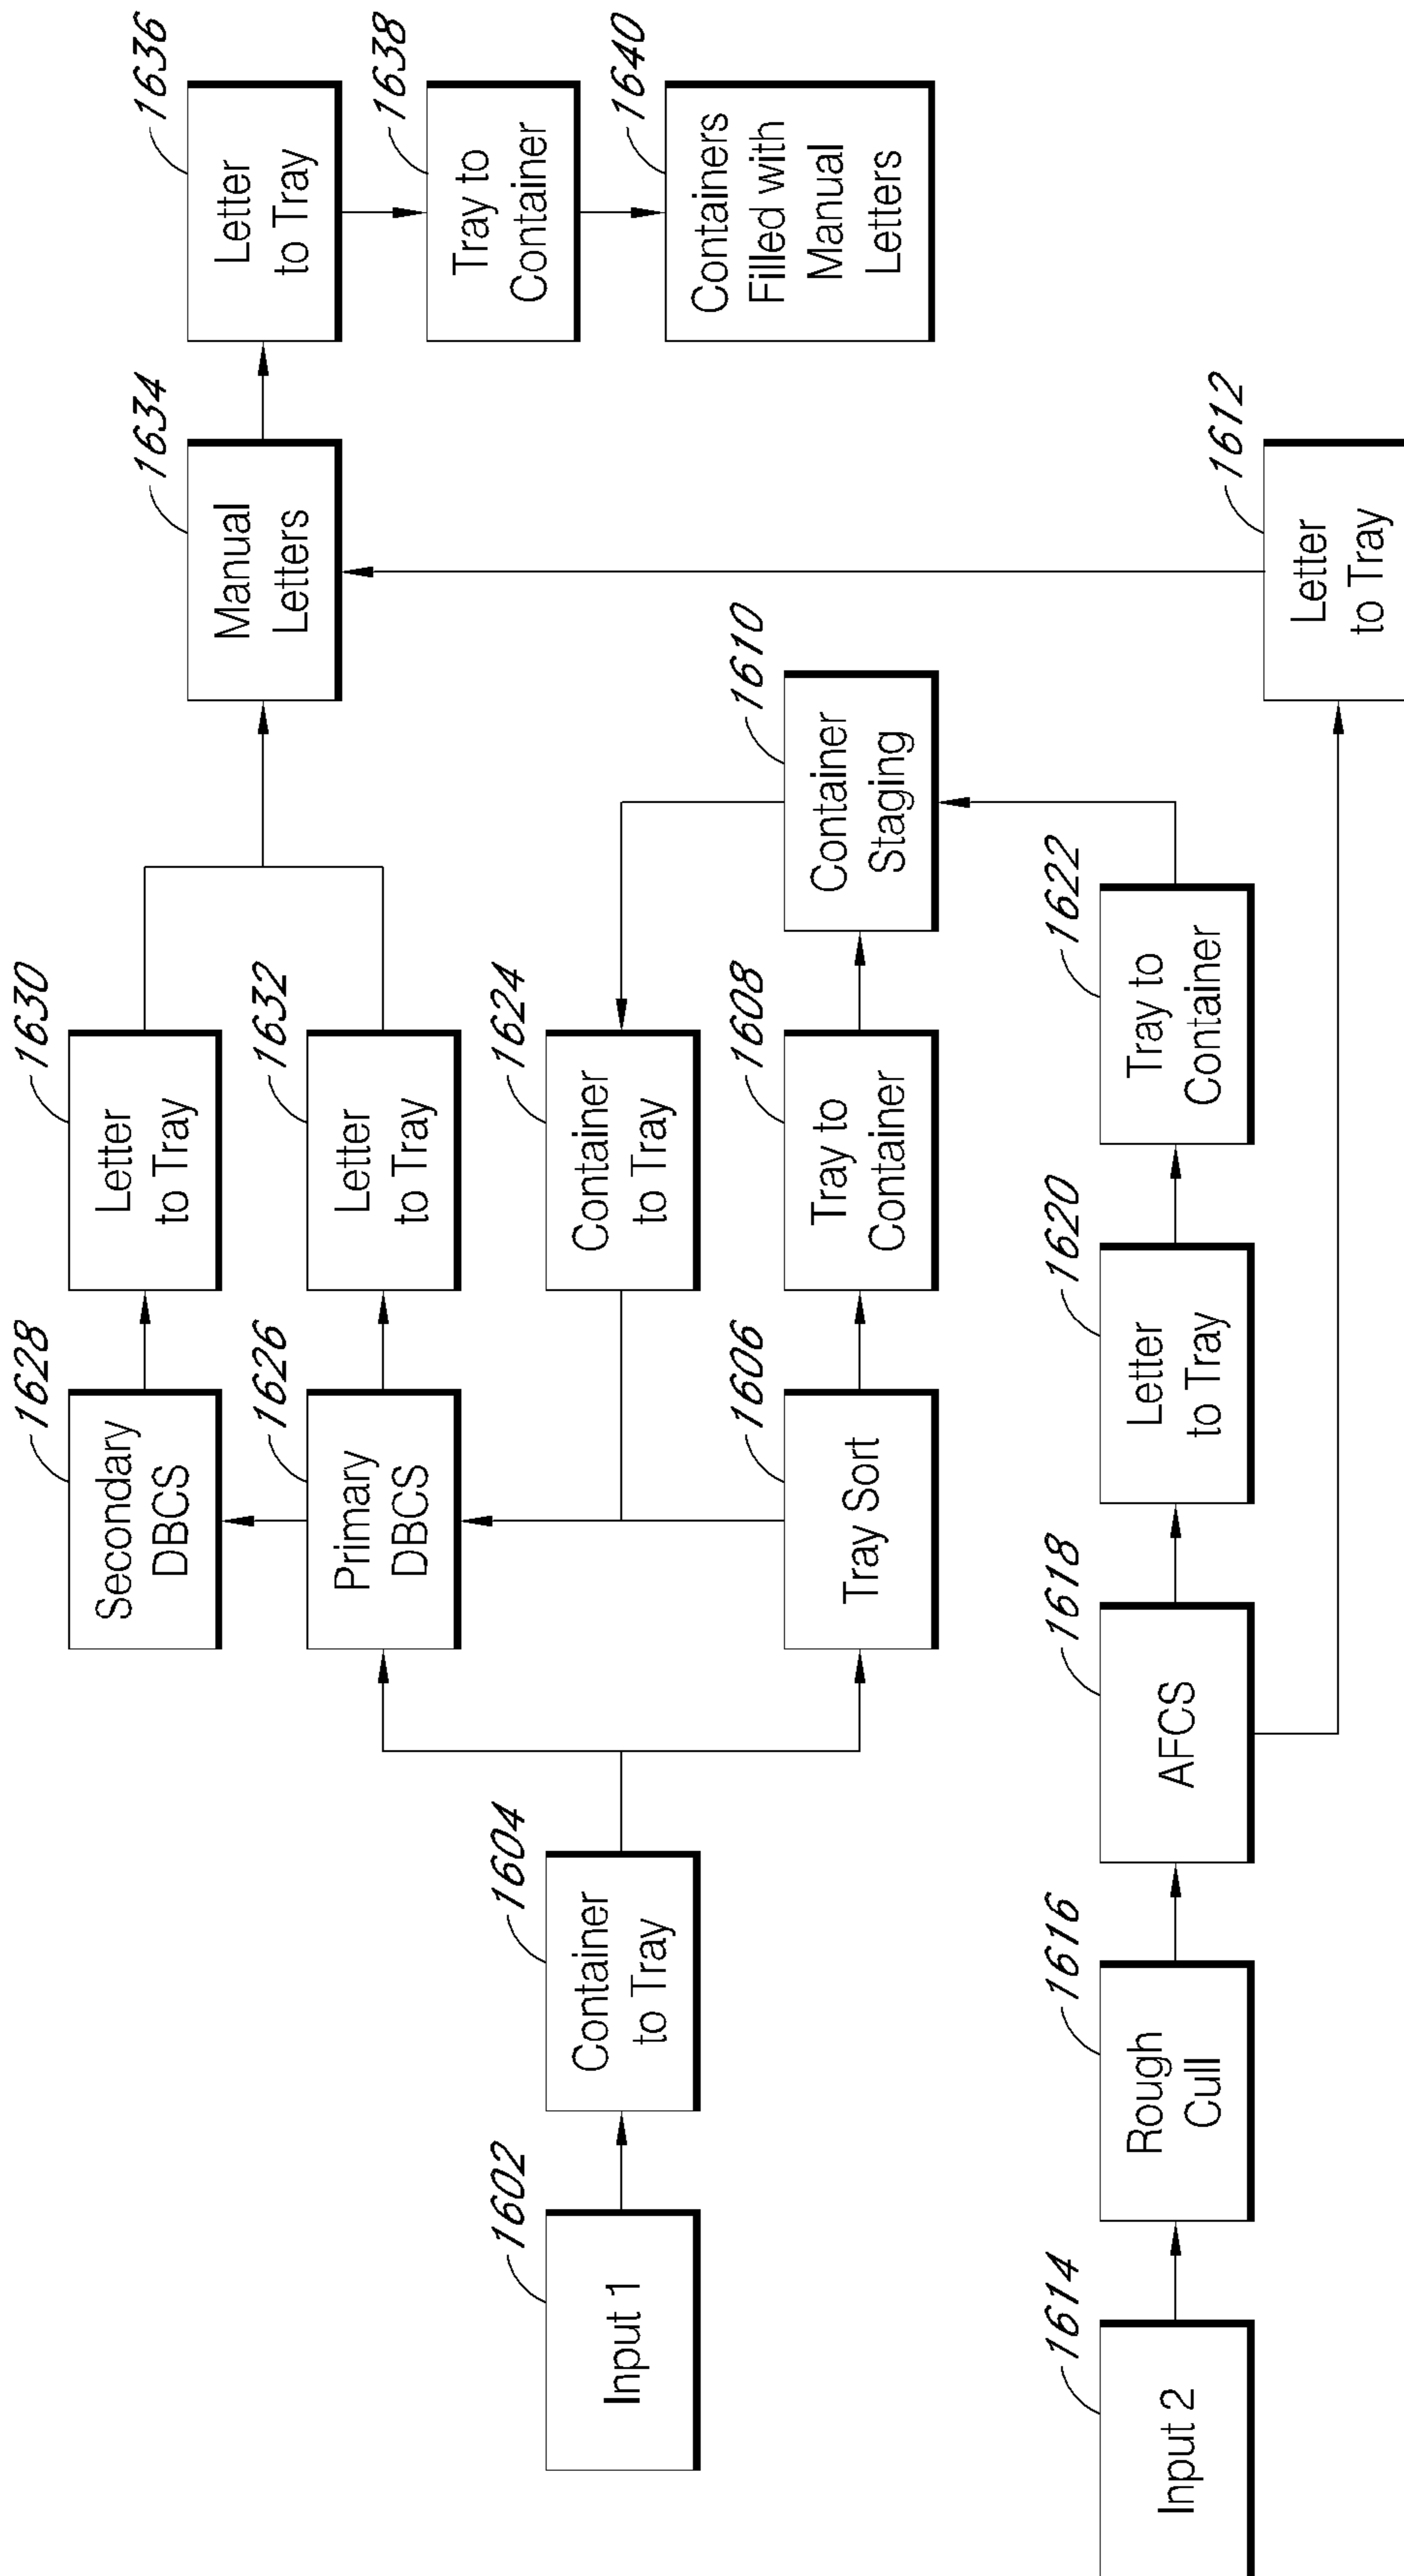 1628
Secondary
DBCS
1630
Letter
to Tray
1626
Primary
DBCS
1632
Letter
to Tray
1634
Manual
Letters
1636
Letter
to Tray
1638
Tray to
Container
1640
Containers
Filled with
Manual
Letters
1602
Input 1
1604
Container
to Tray
1624
Container
to Tray
1606
Tray Sort
1608
Tray to
Container
1610
Container
Staging
1614
Input 2
1616
Rough
Cull
1618
AFCS
1620
Letter
to Tray
1622
Tray to
Container
1612
Letter
to Tray